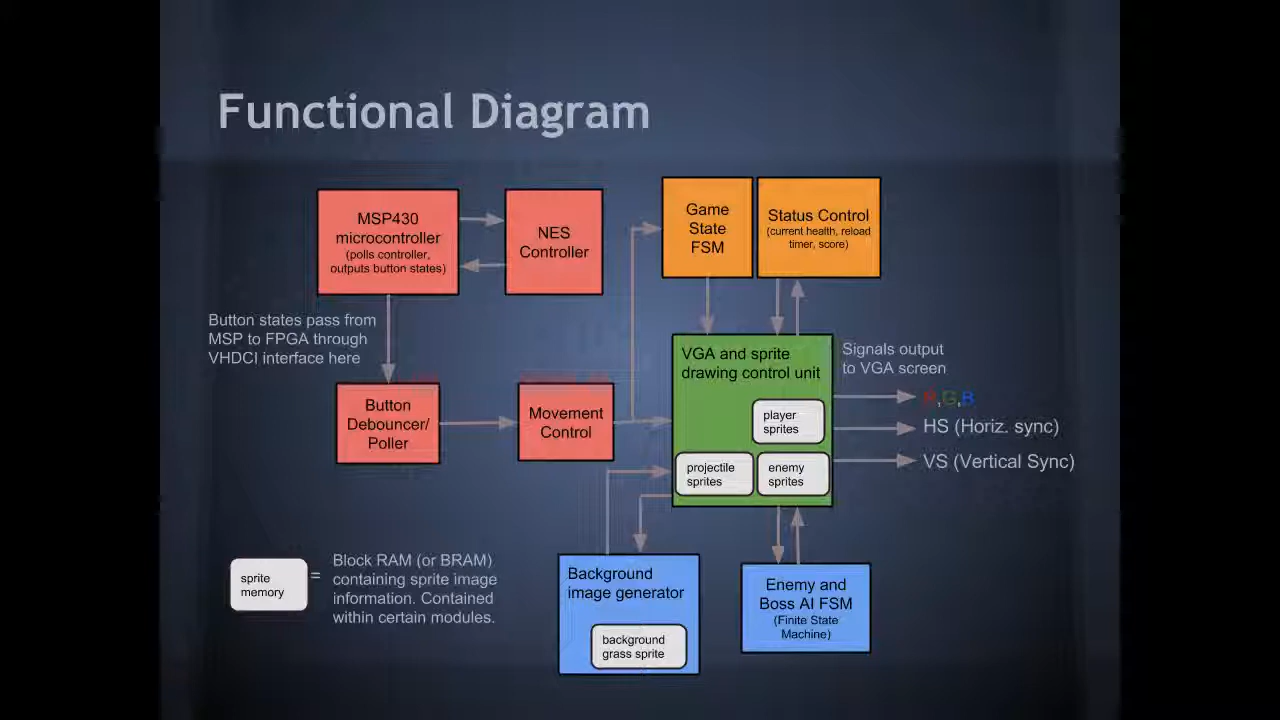 Functional Diagram
MSP430
microcontroller
(polls controller,
outputs button states)
NES
Controller
Game
State
FSM
Status Control
(current health, reload
timer, score)
Button states pass from
MSP to FPGA through
VHDCI interface here
VGA and sprite
drawing control unit
Signals output
to VGA screen
Button
Debouncer/
Poller
Movement
Control
player
sprites
projectile
sprites
enemy
sprites
R,G,B
HS (Horiz. sync)
VS (Vertical Sync)
sprite
memory
=
Block RAM (or BRAM)
containing sprite image
information. Contained
within certain modules.
Background
image generator
background
grass sprite
Enemy and
Boss AI FSM
(Finite State
Machine)